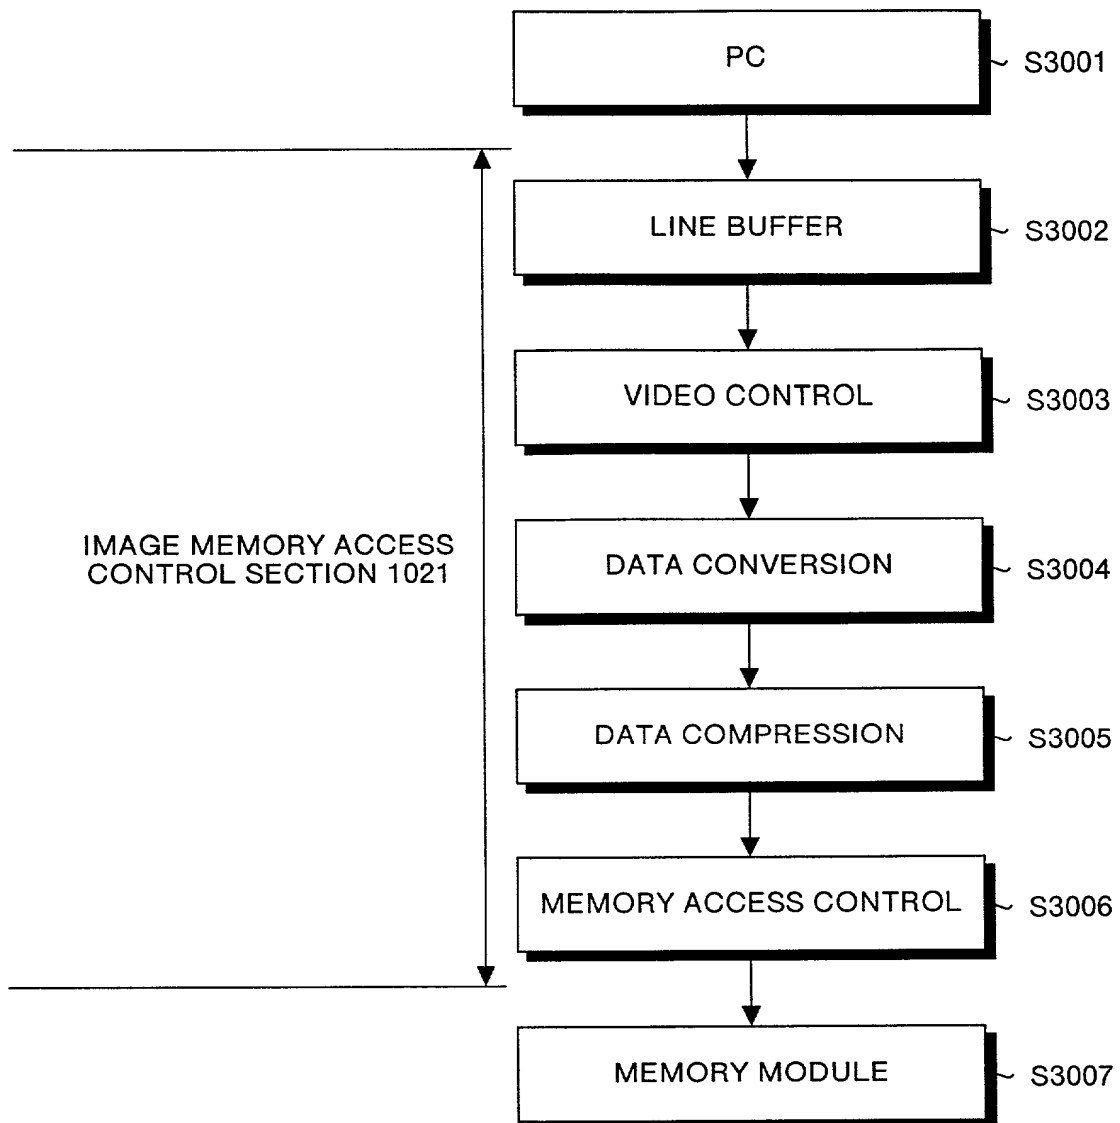 PC
S3001
LINE BUFFER
S3002
VIDEO CONTROL
S3003
IMAGE MEMORY ACCESS
CONTROL SECTION 1021
DATA CONVERSION
S3004
DATA COMPRESSION
S3005
MEMORY ACCESS CONTROL
S3006
MEMORY MODULE
S3007